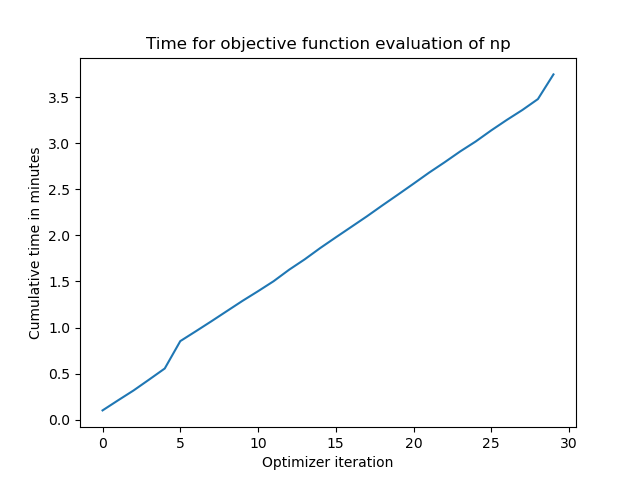 Time for objective function evaluation of np
Cumulative time in minutes
3.5
3.0
2.5
2.0
1.5
1.0
0.5
0.0
0 5 10 15 20 25 30
Optimizer iteration